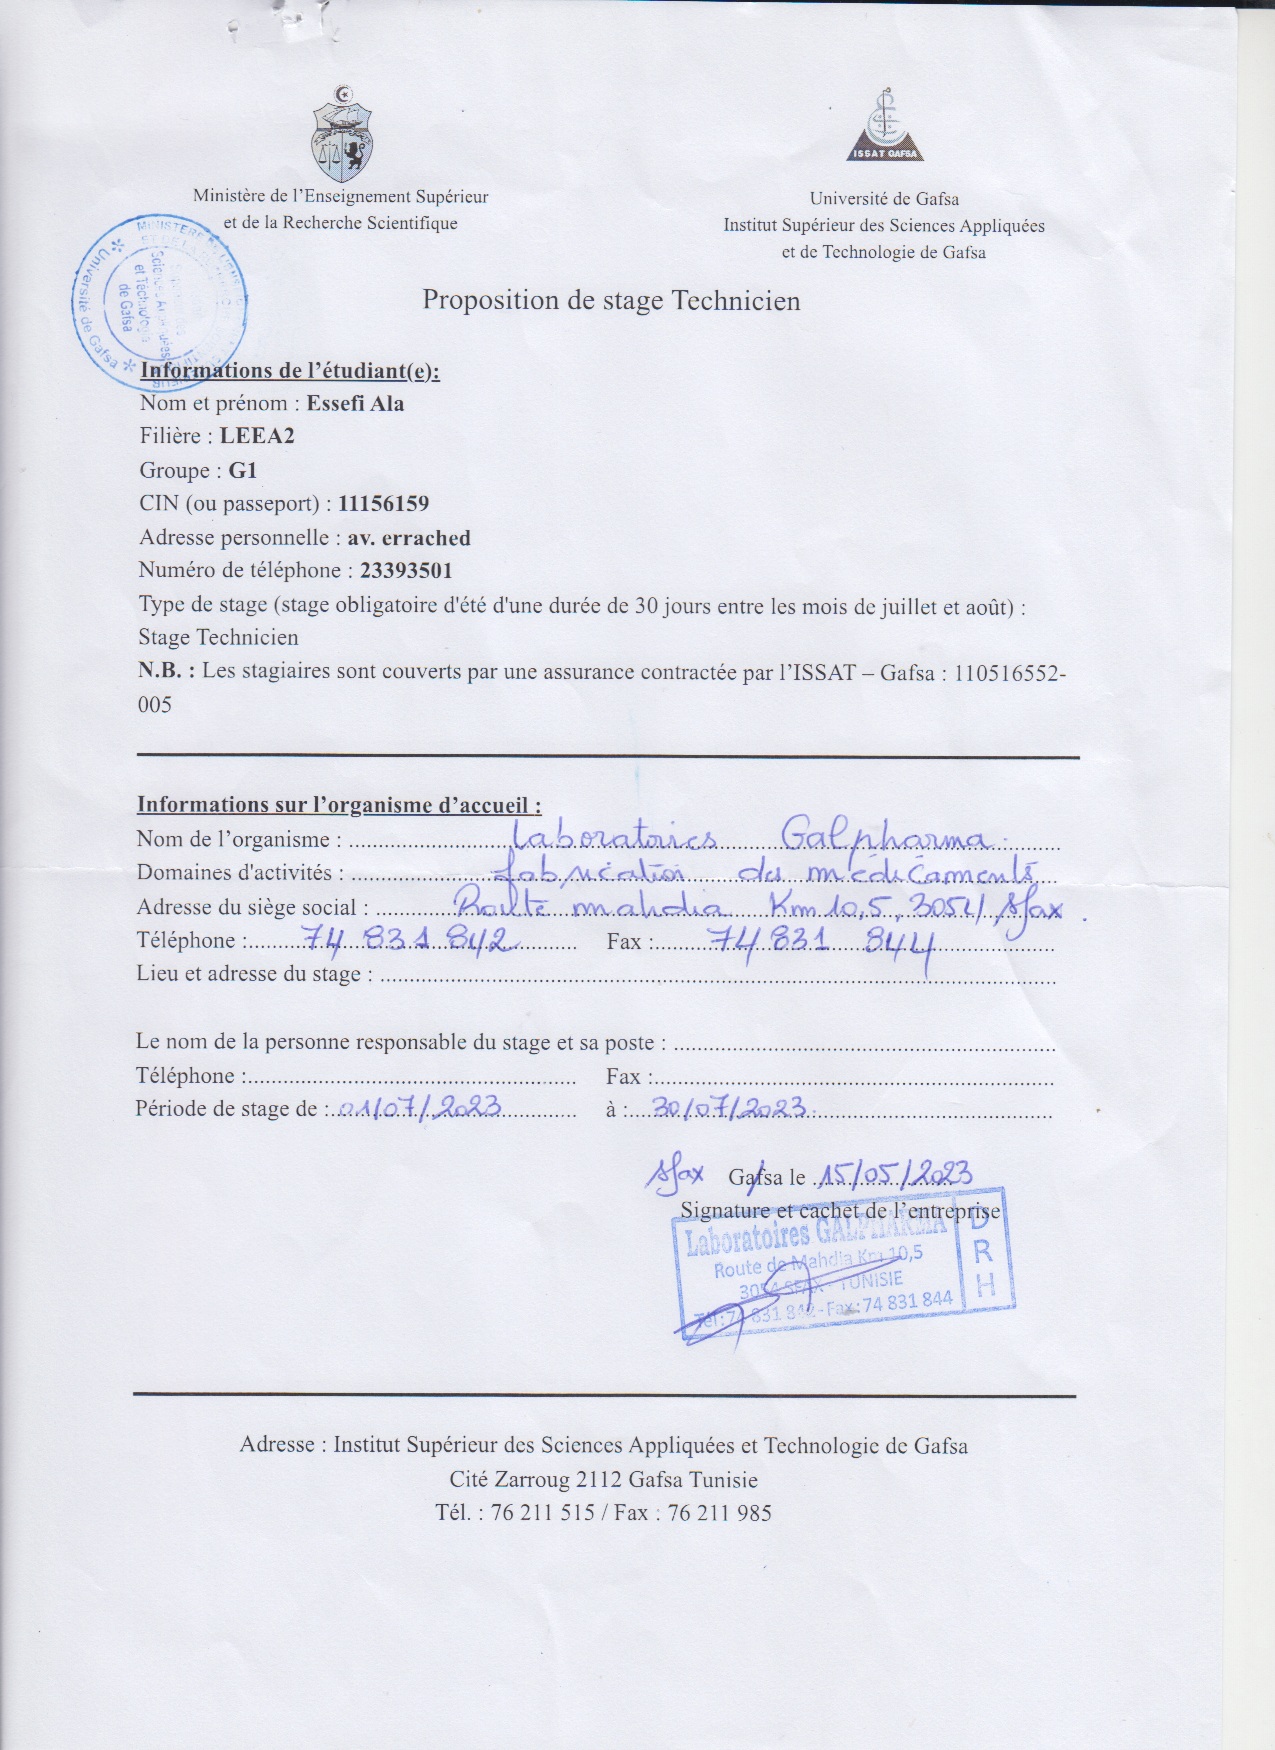 ISSAT GAFSA
Ministère de l'Enseignement Supérieur
et de la Recherche Scientifique
Université de Gafsa
Institut Supérieur des Sciences Appliquées
et de Technologie de Gafsa
Université de Gafsa
et Technologie
de Gafsa
Proposition de stage Technicien
Informations de l'étudiant(e):
Nom et prénom : Essefi Ala
Filière : LEEA2
Groupe : G1
CIN (ou passeport) : 11156159
Adresse personnelle : av. errached
Numéro de téléphone : 23393501
Type de stage (stage obligatoire d'été d'une durée de 30 jours entre les mois de juillet et août) :
Stage Technicien
N.B. : Les stagiaires sont couverts par une assurance contractée par l'ISSAT – Gafsa : 110516552-
005
Informations sur l'organisme d'accueil :
Nom de l'organisme : Laboratoires Galpharma
Domaines d'activités : fabrication des médicaments
Adresse du siège social : Route mahdia Km 10,5, 3054 Sfax.
Téléphone : 74 831 842 Fax : 74 831 844
Lieu et adresse du stage :
Le nom de la personne responsable du stage et sa poste :
Téléphone : Fax :
Période de stage de : 01/07/2023 à : 30/07/2023
Sfax Gafsa le 15/05/2023
Signature et cachet de l'entreprise
Laboratoires GALPHARMA
Route de Mahdia Km 10,5
3054 SFAX - TUNISIE
Tél : 74 831 842 - Fax : 74 831 844
DRH
Adresse : Institut Supérieur des Sciences Appliquées et Technologie de Gafsa
Cité Zarroug 2112 Gafsa Tunisie
Tél. : 76 211 515 / Fax : 76 211 985